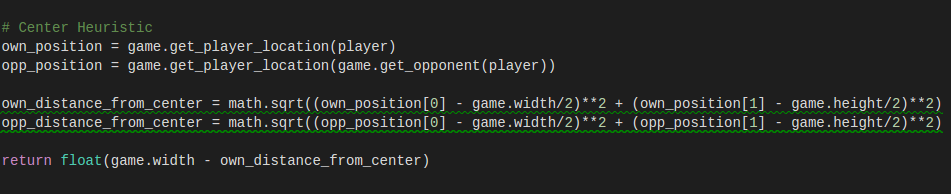 # Center Heuristic
own_position = game.get_player_location(player)
opp_position = game.get_player_location(game.get_opponent(player))
own_distance_from_center = math.sqrt((own_position[0] - game.width/2)**2 + (own_position[1] - game.height/2)**2)
opp_distance_from_center = math.sqrt((opp_position[0] - game.width/2)**2 + (opp_position[1] - game.height/2)**2)
return float(game.width - own_distance_from_center)